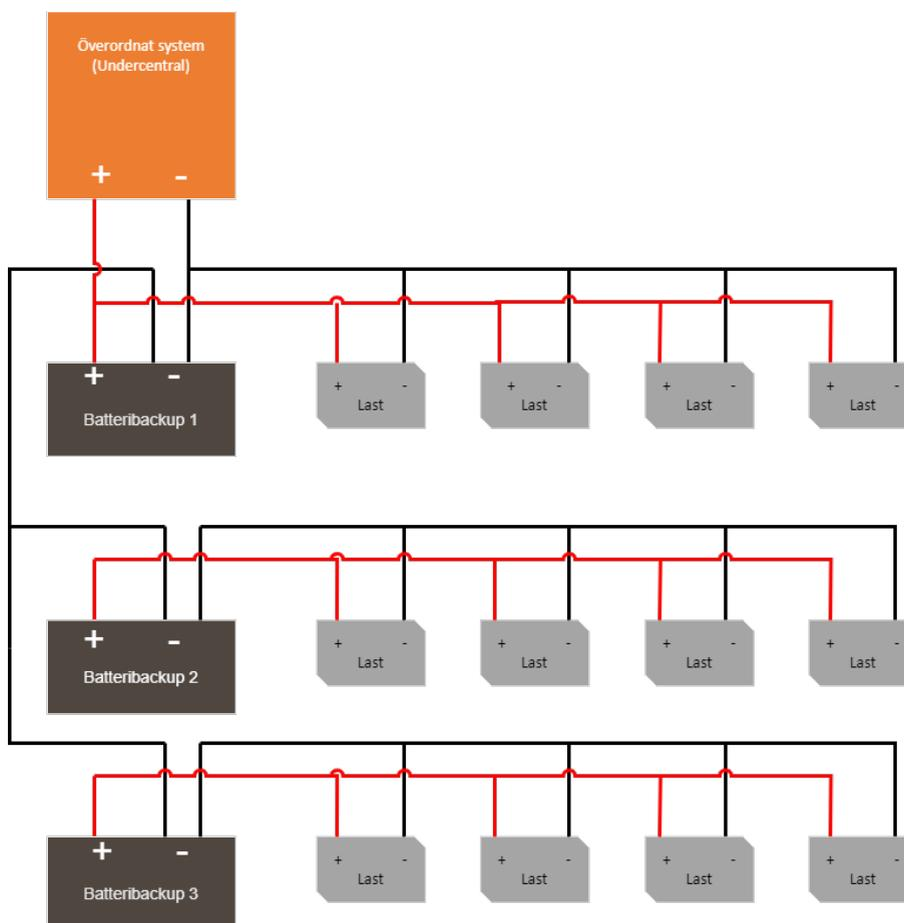 Överordnat system
(Undercentral)
+ -
+ -
Batteribackup 1
+ -
Last
+ -
Last
+ -
Last
+ -
Last
+ -
Batteribackup 2
+ -
Last
+ -
Last
+ -
Last
+ -
Last
+ -
Batteribackup 3
+ -
Last
+ -
Last
+ -
Last
+ -
Last